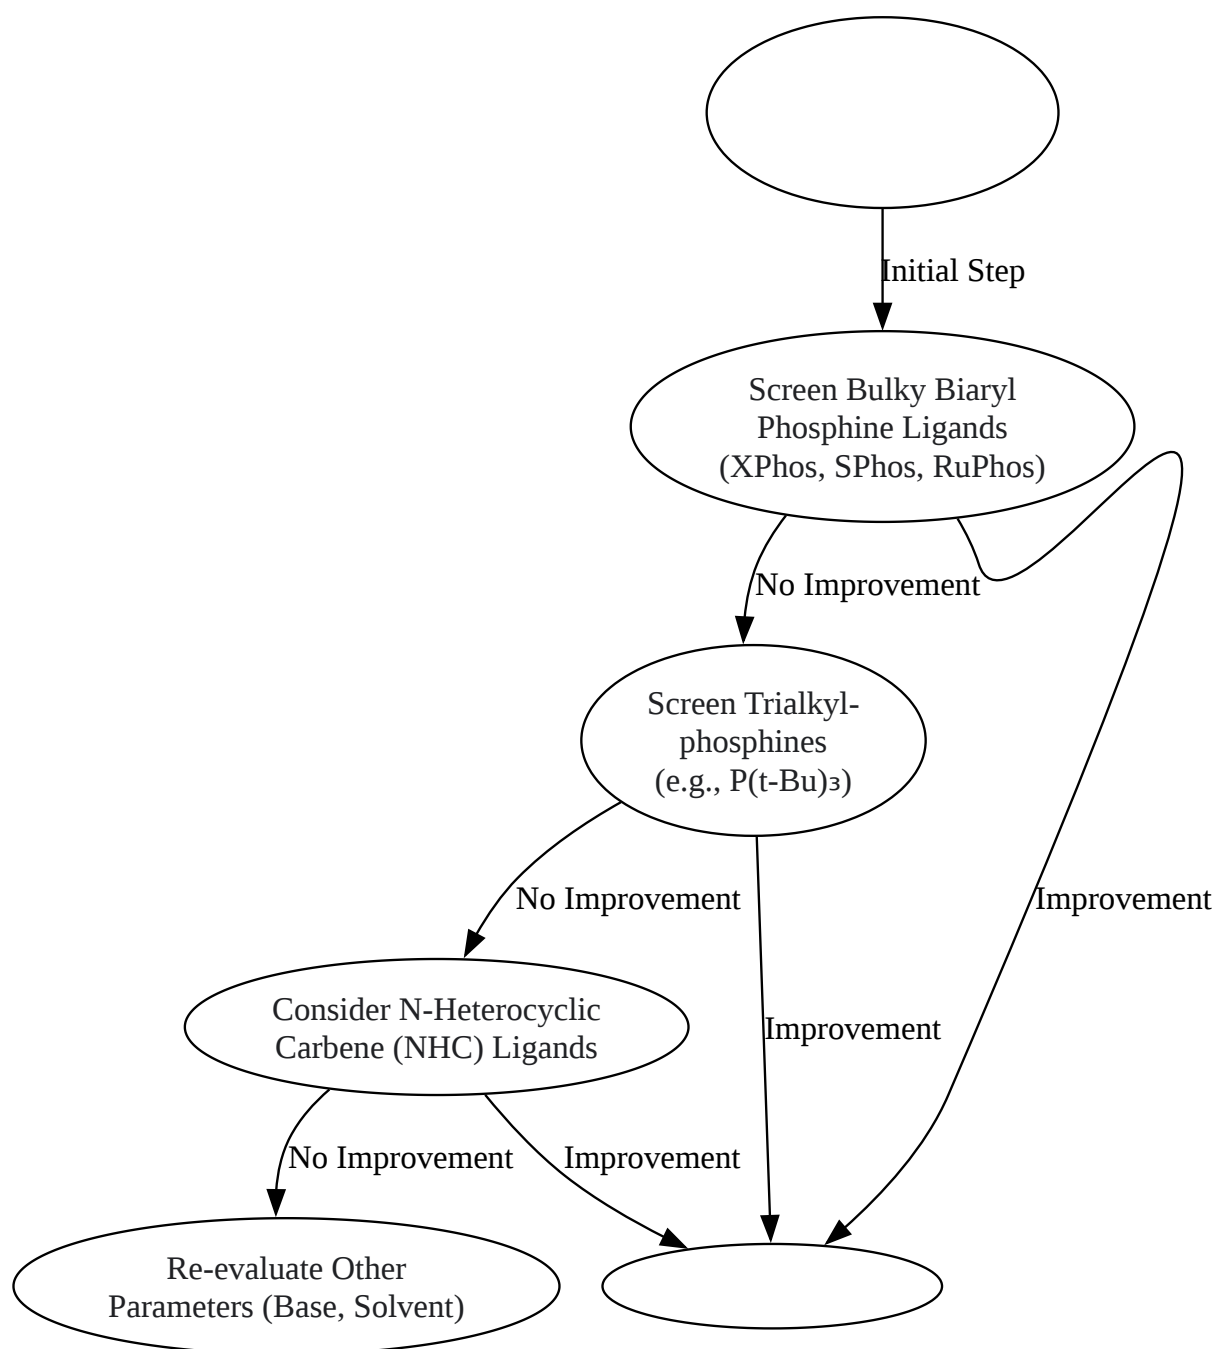 Initial Step
Screen Bulky Biaryl
Phosphine Ligands
(XPhos, SPhos, RuPhos)
No Improvement
Screen Trialkyl-
phosphines
(e.g., P(t-Bu)₃)
No Improvement
Improvement
Consider N-Heterocyclic
Carbene (NHC) Ligands
Improvement
No Improvement
Improvement
Re-evaluate Other
Parameters (Base, Solvent)